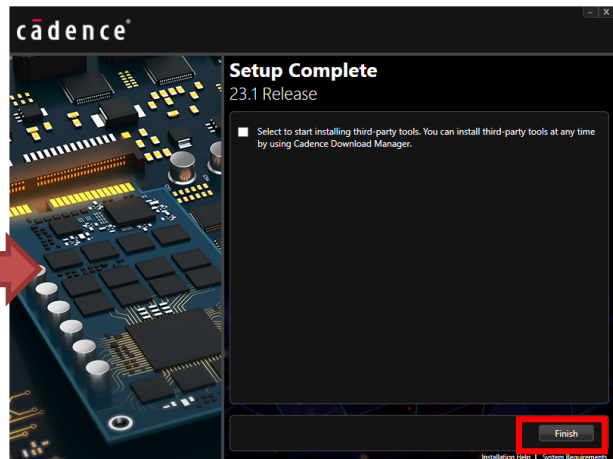 cādence®
Setup Complete
23.1 Release
Select to start installing third-party tools. You can install third-party tools at any time
by using Cadence Download Manager.
Finish
Installation Help | System Requirements